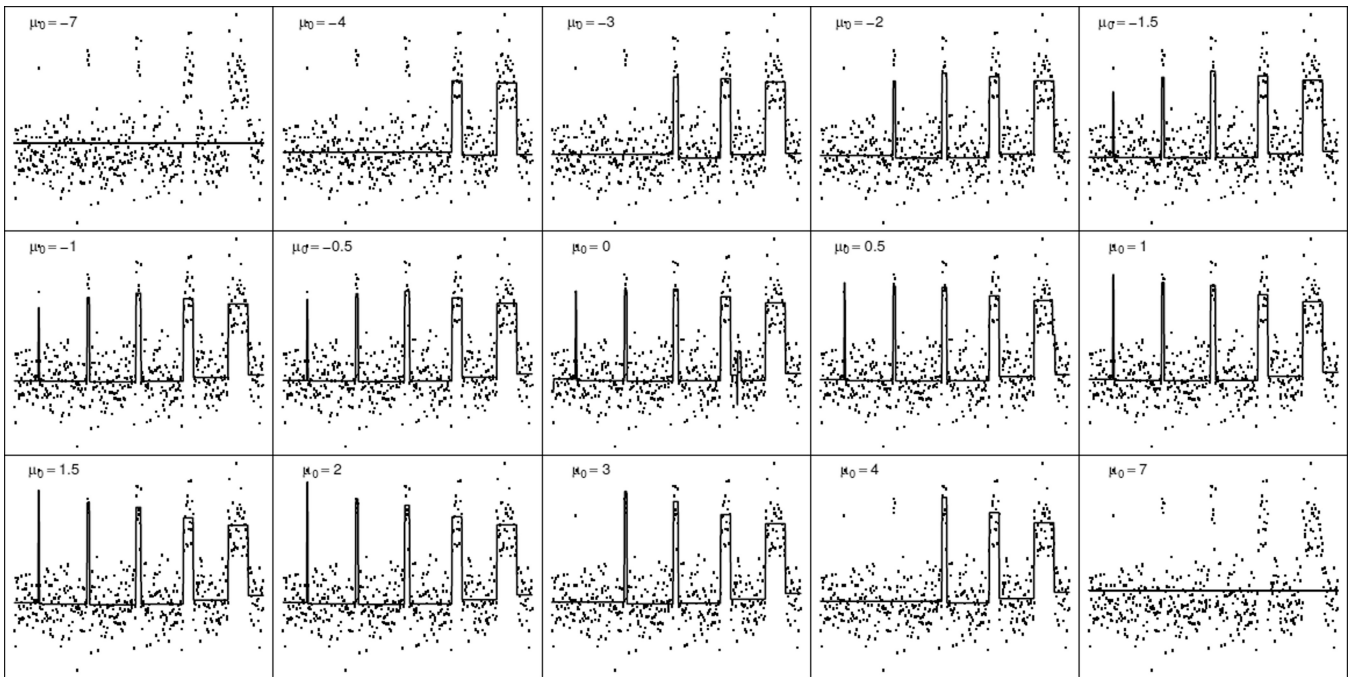 μ₀ = −7
μ₀ = −4
μ₀ = −3
μ₀ = −2
μ₀ = −1.5
μ₀ = −1
μ₀ = −0.5
μ₀ = 0
μ₀ = 0.5
μ₀ = 1
μ₀ = 1.5
μ₀ = 2
μ₀ = 3
μ₀ = 4
μ₀ = 7